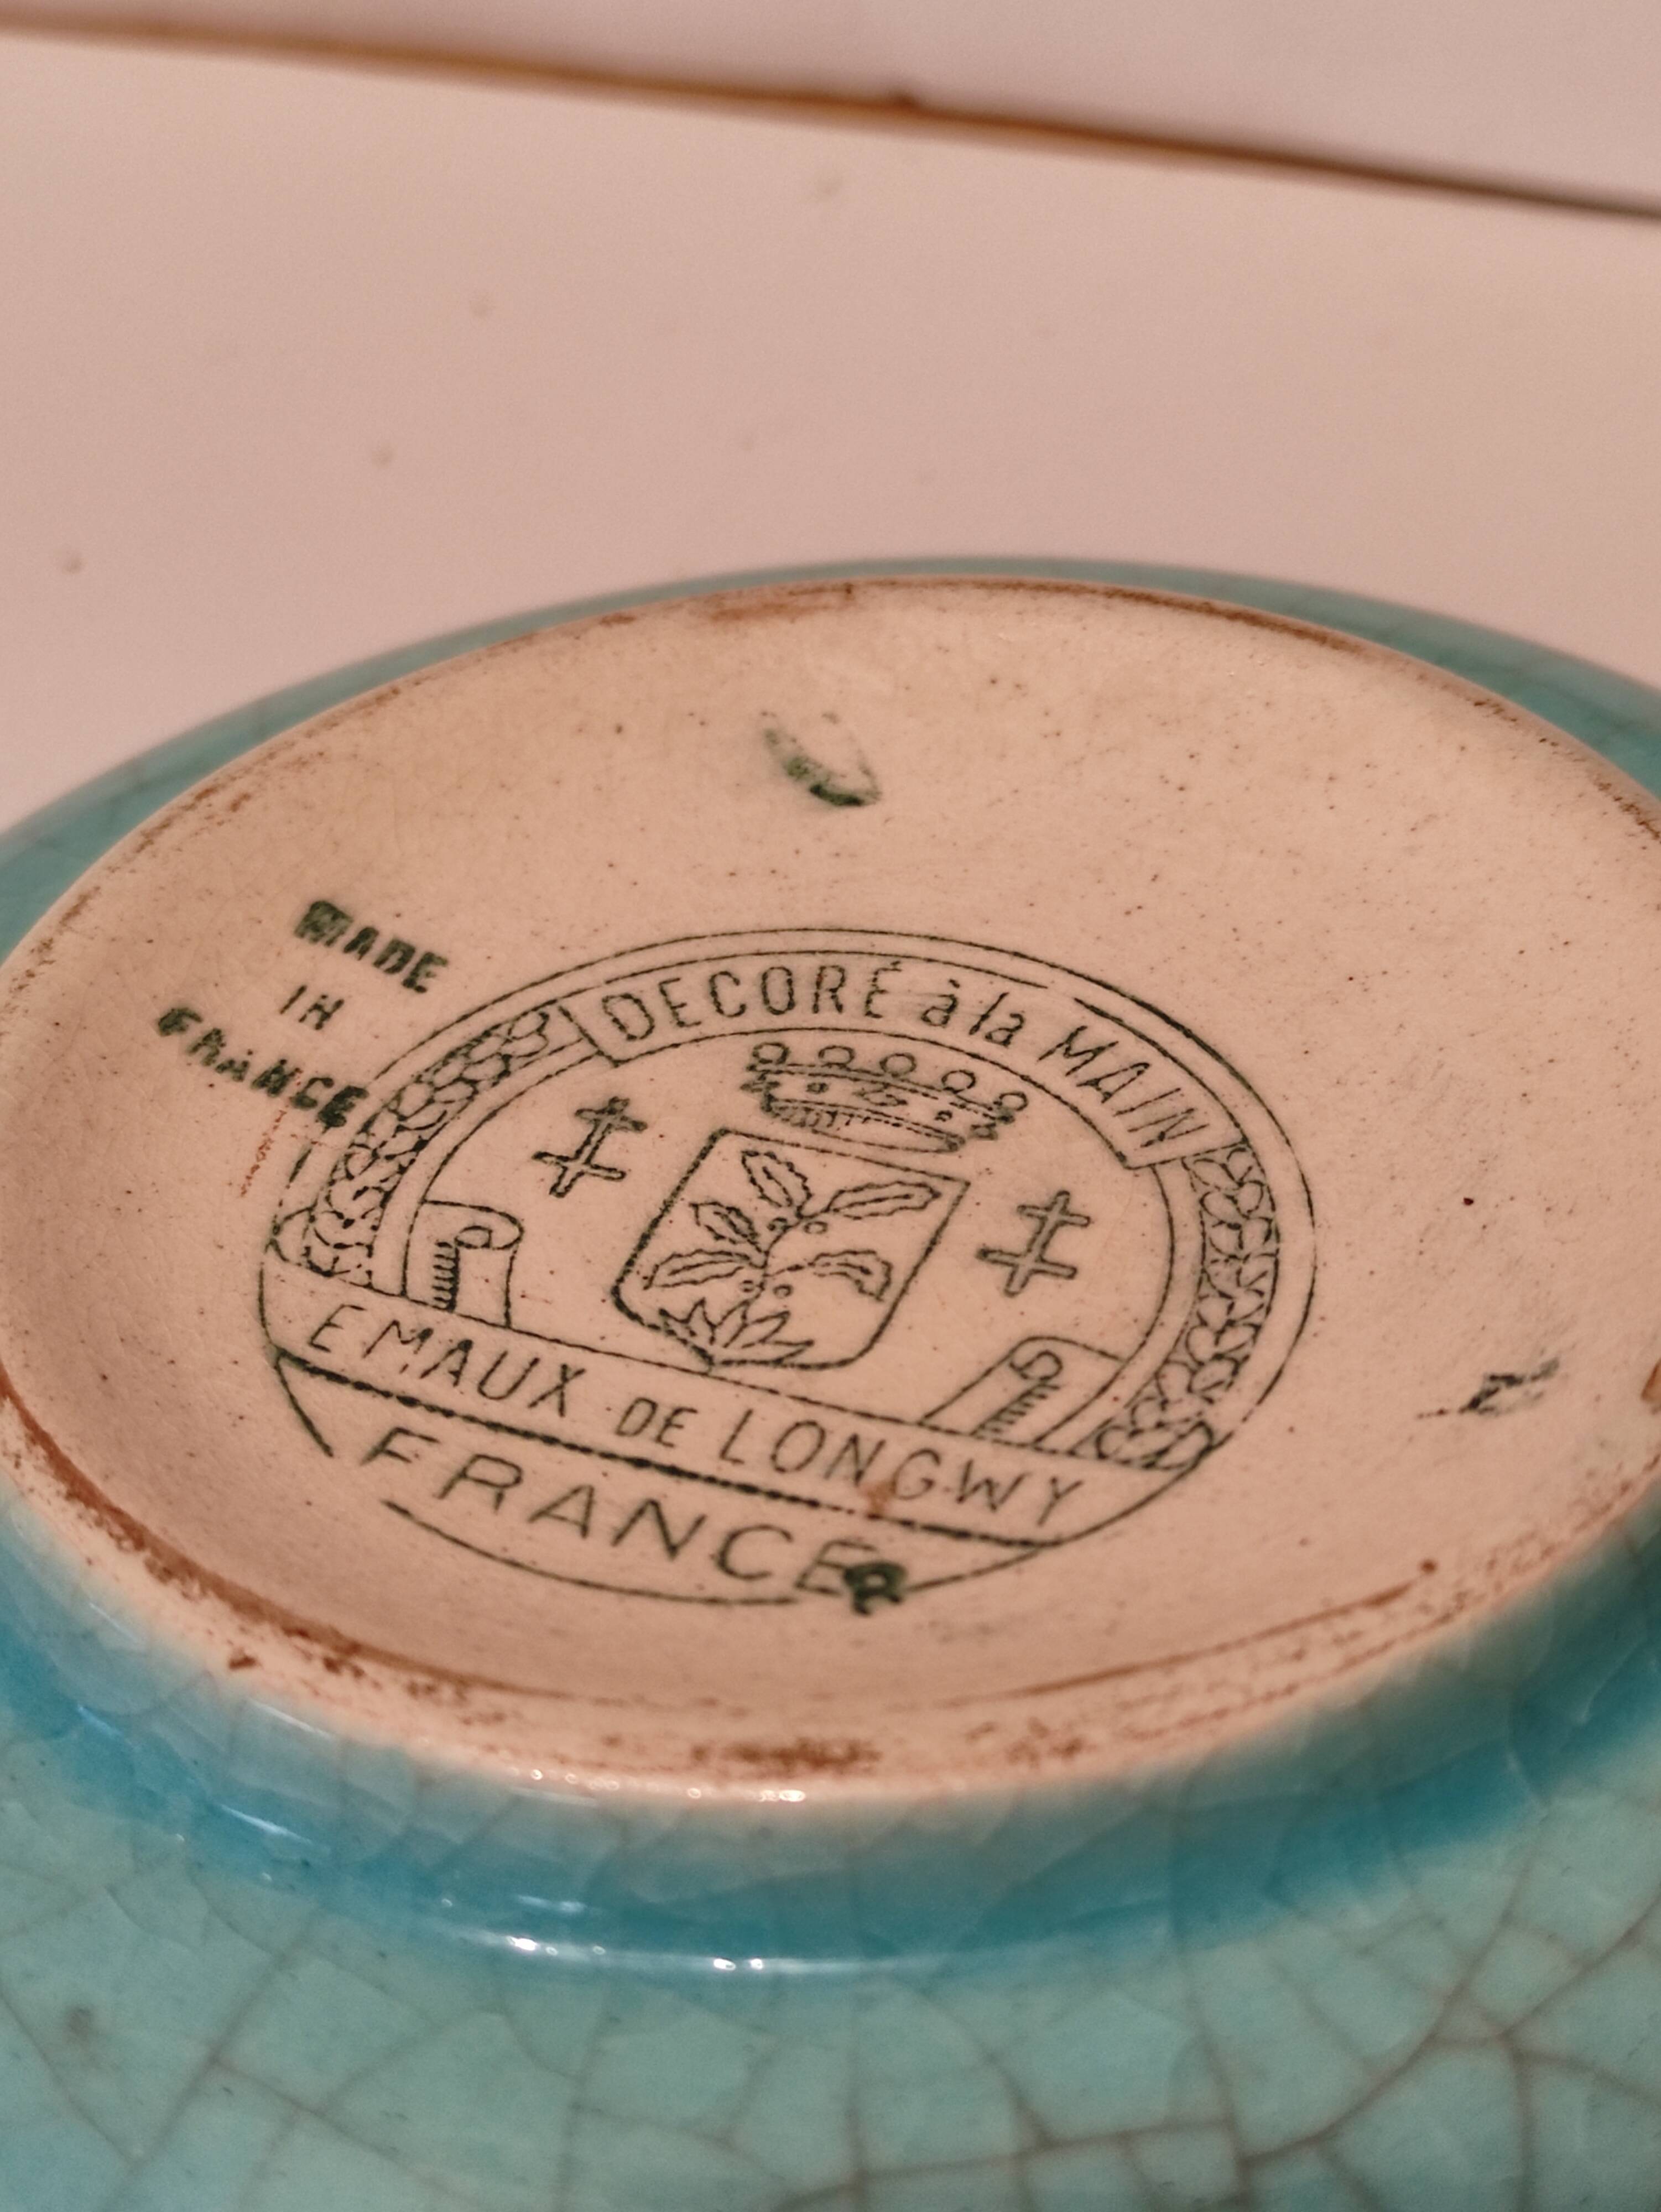 MADE
IN
FRANCE
DECORÉ à la MAIN
EMAUX DE LONGWY
FRANCE